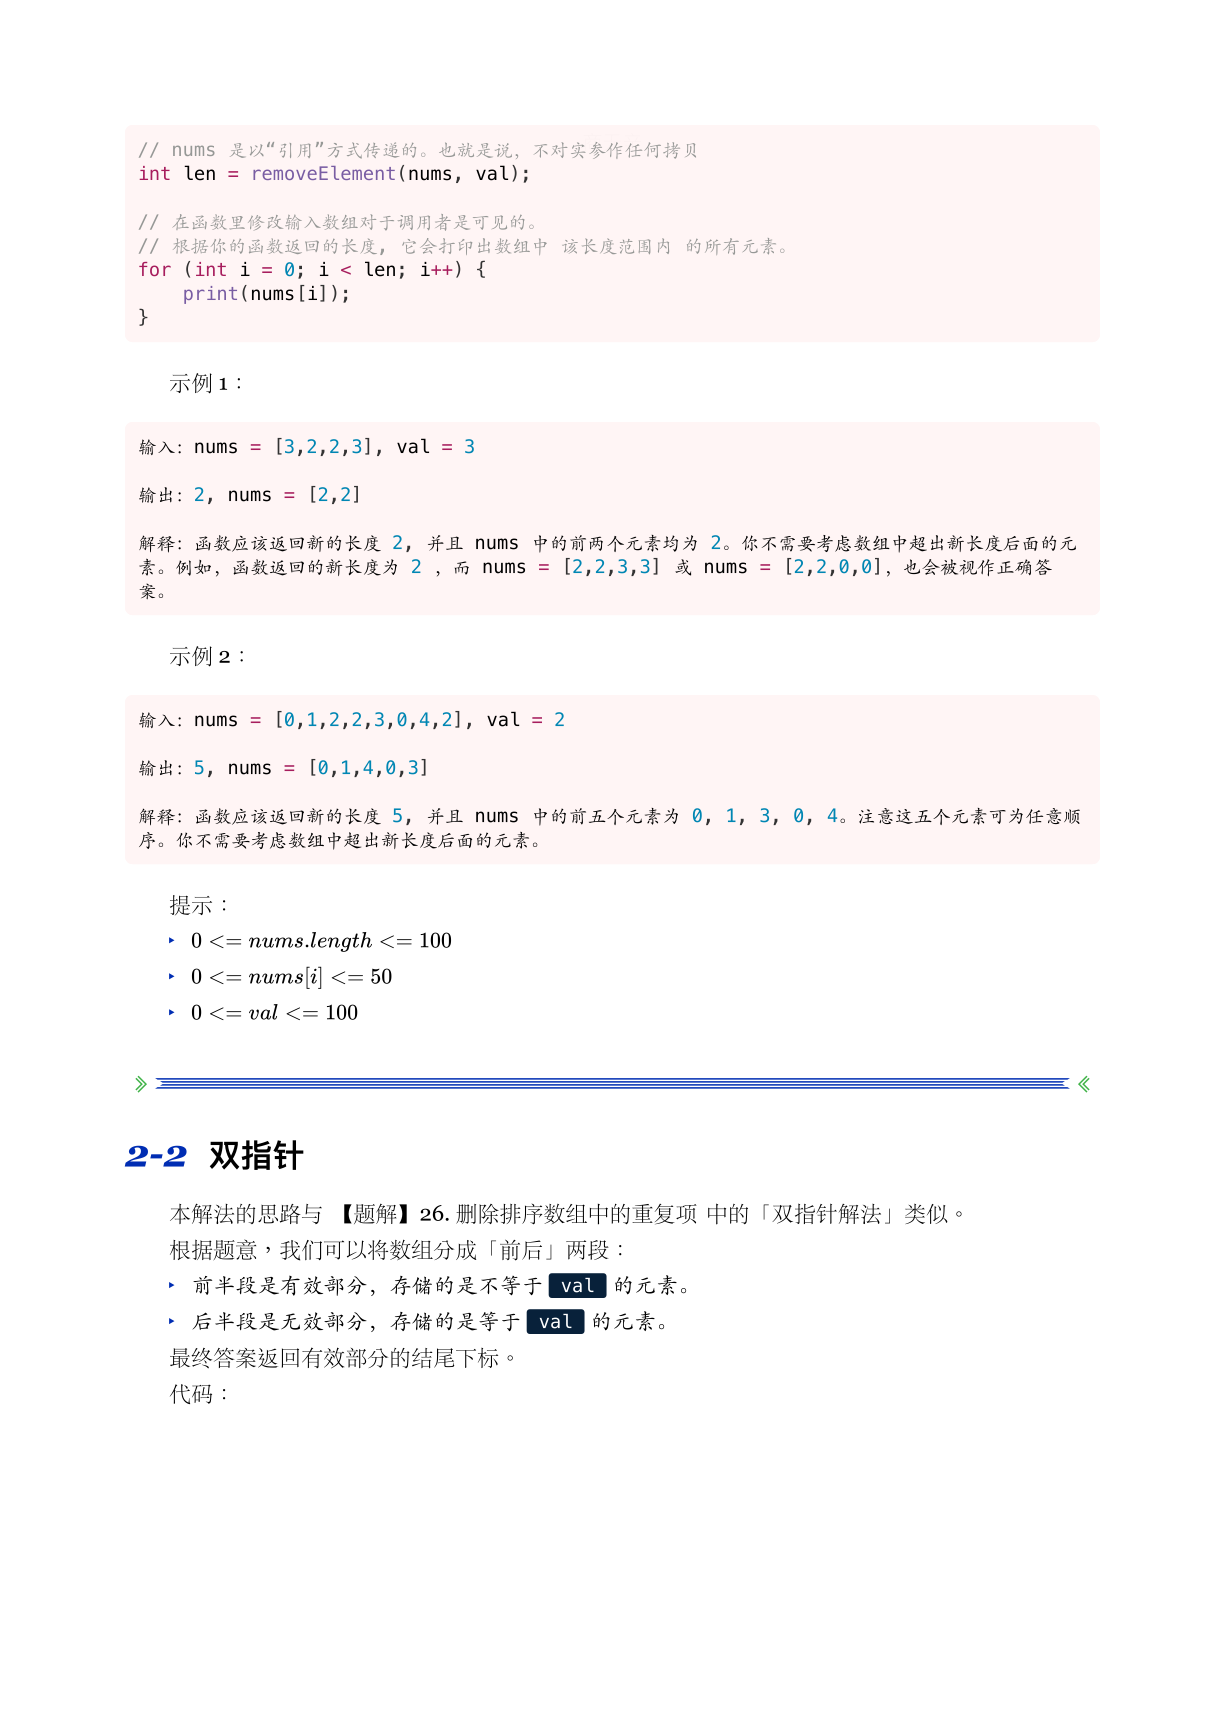 // nums 是以“引用”方式传递的。也就是说，不对实参作任何拷贝
int len = removeElement(nums, val);
// 在函数里修改输入数组对于调用者是可见的。
// 根据你的函数返回的长度, 它会打印出数组中 该长度范围内 的所有元素。
for (int i = 0; i < len; i++) {
    print(nums[i]);
}
示例 1：
输入：nums = [3,2,2,3], val = 3
输出：2, nums = [2,2]
解释：函数应该返回新的长度 2, 并且 nums 中的前两个元素均为 2。你不需要考虑数组中超出新长度后面的元
素。例如，函数返回的新长度为 2 ，而 nums = [2,2,3,3] 或 nums = [2,2,0,0]，也会被视作正确答
案。
示例 2：
输入：nums = [0,1,2,2,3,0,4,2], val = 2
输出：5, nums = [0,1,4,0,3]
解释：函数应该返回新的长度 5, 并且 nums 中的前五个元素为 0, 1, 3, 0, 4。注意这五个元素可为任意顺
序。你不需要考虑数组中超出新长度后面的元素。
提示：
‣ 0 <= nums.length <= 100
‣ 0 <= nums[i] <= 50
‣ 0 <= val <= 100
2-2 双指针
本解法的思路与 【题解】26. 删除排序数组中的重复项 中的「双指针解法」类似。
根据题意，我们可以将数组分成「前后」两段：
‣ 前半段是有效部分，存储的是不等于 val 的元素。
‣ 后半段是无效部分，存储的是等于 val 的元素。
最终答案返回有效部分的结尾下标。
代码：